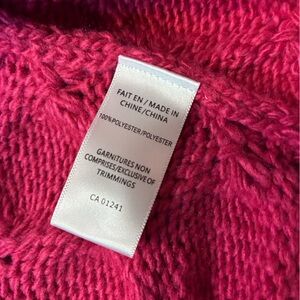 FAIT EN / MADE IN
CHINE/CHINA
100%POLYESTER/POLYESTER
GARNITURES NON
COMPRISES/EXCLUSIVE OF
TRIMMINGS
CA 01241